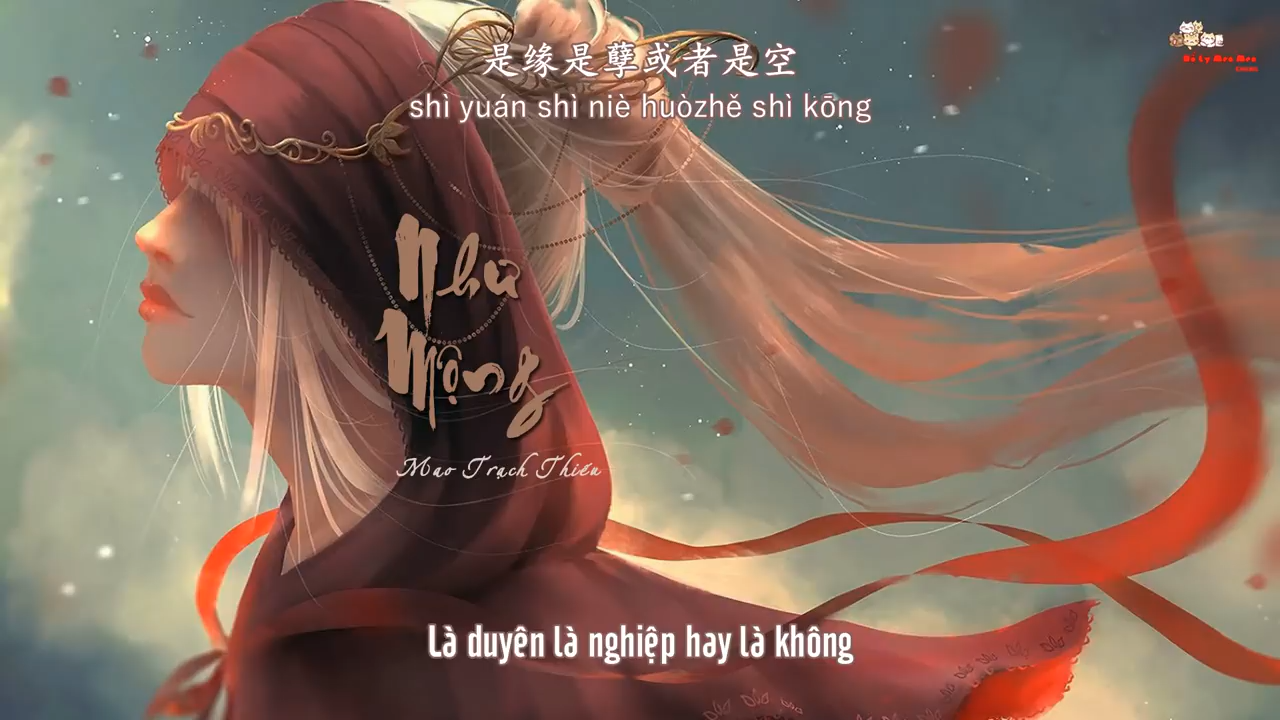 是缘是孽或者是空
shì yuán shì niè huòzhě shì kōng
Như
Mộng
Mao Trạch Thiếu
Là duyên là nghiệp hay là không